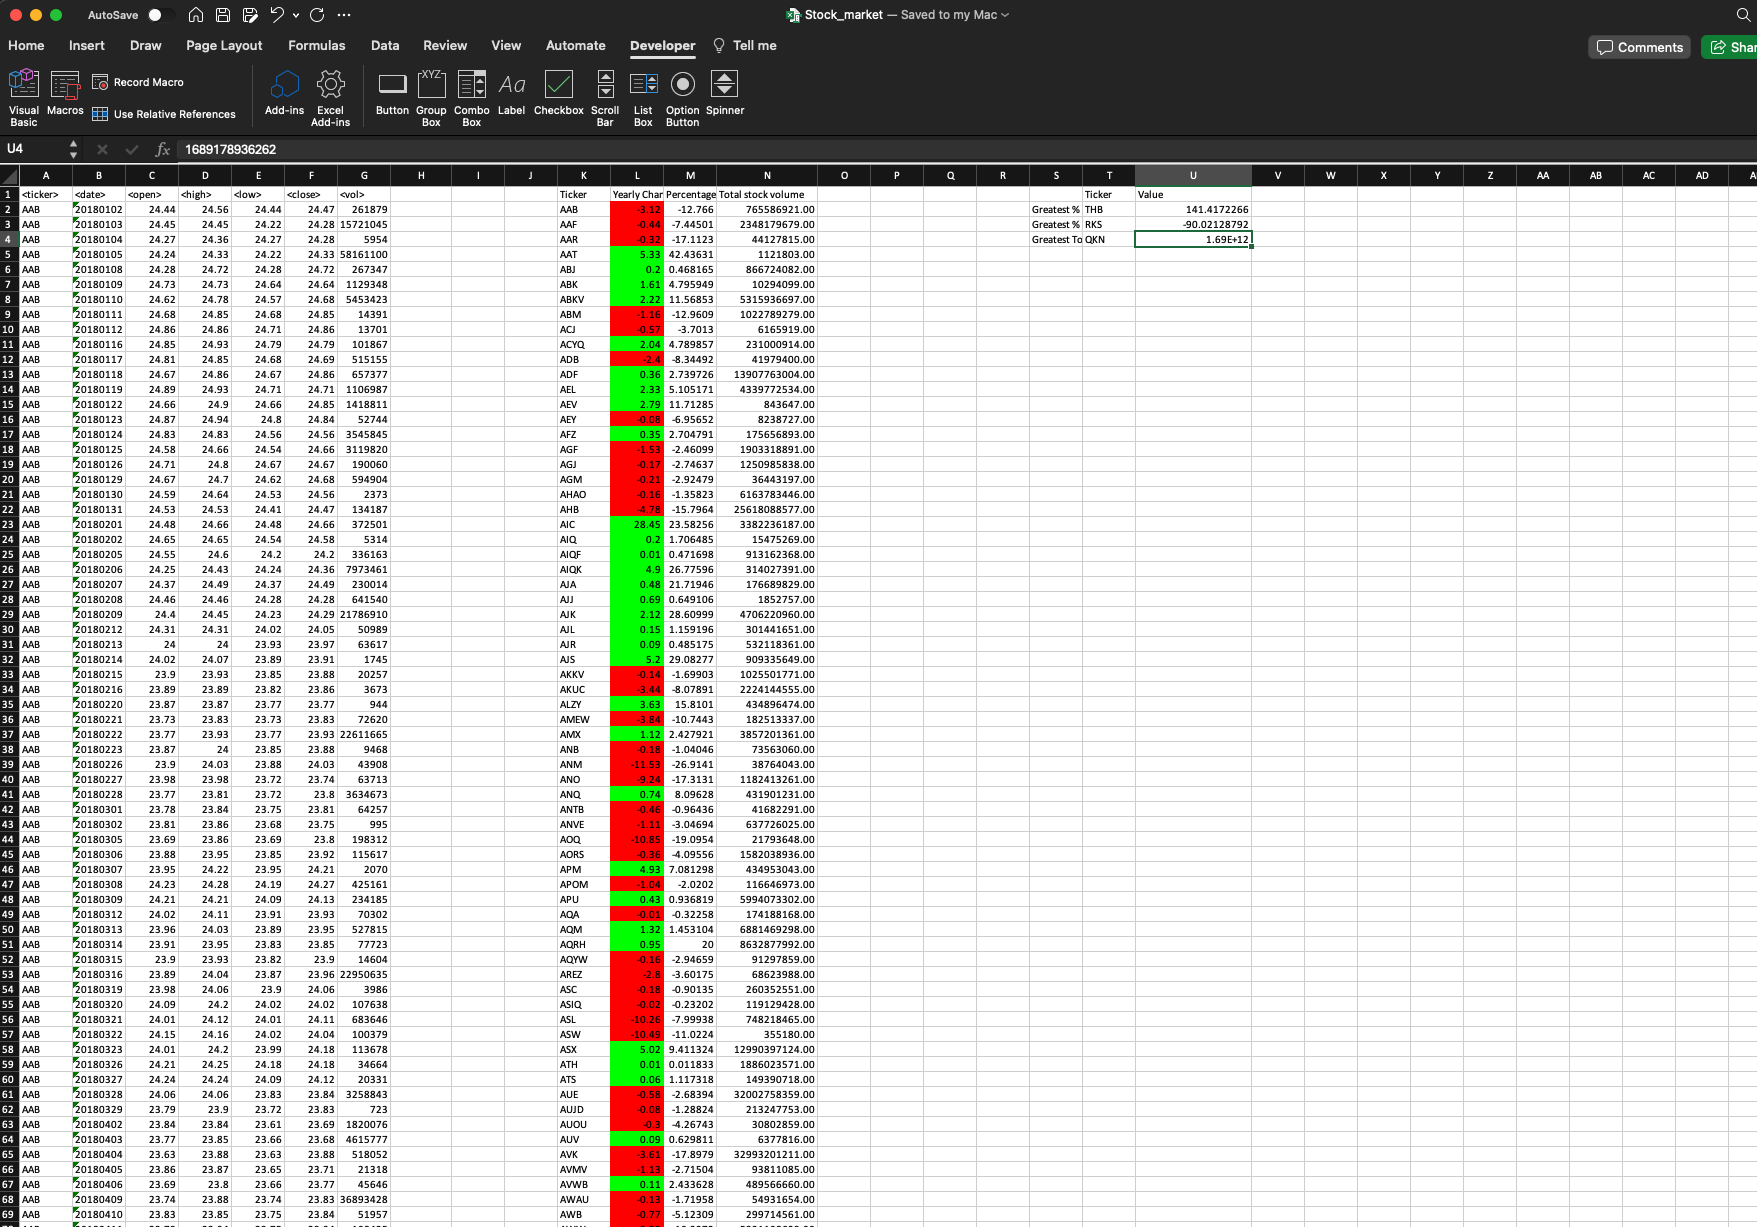 AutoSave
Stock_market — Saved to my Mac
Home Insert Draw Page Layout Formulas Data Review View Automate Developer Tell me Comments Shar
Visual Basic Macros Record Macro Use Relative References Add-ins Excel Add-ins Button Group Box Combo Box Label Checkbox Scroll Bar List Box Option Button Spinner
XYZ Aa
U4 fx 1689178936262
A B C D E F G H I J K L M N O P Q R S T U V W X Y Z AA AB AC AD A
1 <ticker> <date> <open> <high> <low> <close> <vol> Ticker Yearly Char Percentage Total stock volume Ticker Value
2 AAB 20180102 24.44 24.56 24.44 24.47 261879 AAB -3.12 -12.766 765586921.00 Greatest % THB 141.4172266
3 AAB 20180103 24.45 24.45 24.22 24.28 15721045 AAF -0.44 -7.44501 2348179679.00 Greatest % RKS -90.02128792
4 AAB 20180104 24.27 24.36 24.27 24.28 5954 AAR -0.32 -17.1123 44127815.01 Greatest To QKN 1.69E+12
5 AAB 20180105 24.24 24.33 24.22 24.33 58161100 AAT 5.33 42.43631 1121803.00
6 AAB 20180108 24.28 24.72 24.28 24.72 267347 ABJ 0.2 0.468165 866724082.00
7 AAB 20180109 24.73 24.73 24.64 24.64 1129348 ABK 1.61 4.795949 10294099.00
8 AAB 20180110 24.62 24.78 24.57 24.68 5453423 ABKV 2.22 11.56853 5315936697.00
9 AAB 20180111 24.68 24.85 24.68 24.85 14391 ABM -1.16 -12.9609 1022789279.00
10 AAB 20180112 24.86 24.86 24.71 24.86 13701 ACJ -0.57 -3.7013 6165919.00
11 AAB 20180116 24.85 24.93 24.79 24.79 101867 ACYQ 2.04 4.789857 231000914.00
12 AAB 20180117 24.81 24.85 24.68 24.69 515155 ADB -2.4 -8.34492 41979400.00
13 AAB 20180118 24.67 24.86 24.67 24.86 657377 ADF 0.36 2.739726 13907763004.00
14 AAB 20180119 24.89 24.93 24.71 24.71 1106987 AEL 2.33 5.105171 4339772534.00
15 AAB 20180122 24.66 24.9 24.66 24.85 1418811 AEV 2.79 11.71285 843647.00
16 AAB 20180123 24.87 24.94 24.8 24.84 52744 AEY -0.08 -6.95652 8238727.00
17 AAB 20180124 24.83 24.83 24.56 24.56 3545845 AFZ 0.35 2.704791 175656893.00
18 AAB 20180125 24.58 24.66 24.54 24.66 3119820 AGF -1.53 -2.46099 1903318891.00
19 AAB 20180126 24.71 24.8 24.67 24.67 190060 AGJ -0.17 -2.74637 1250985838.00
20 AAB 20180129 24.67 24.7 24.62 24.68 594904 AGM -0.21 -2.92479 36443197.00
21 AAB 20180130 24.59 24.64 24.53 24.56 2373 AHAO -0.16 -1.35823 6163783446.00
22 AAB 20180131 24.53 24.53 24.41 24.47 134187 AHB -4.78 -15.7964 25618088577.00
23 AAB 20180201 24.48 24.66 24.48 24.66 372501 AIC 28.45 23.58256 3382236187.00
24 AAB 20180202 24.65 24.65 24.54 24.58 5314 AIQ 0.2 1.706485 15475269.00
25 AAB 20180205 24.55 24.6 24.2 24.2 336163 AIQF 0.01 0.471698 913162368.00
26 AAB 20180206 24.25 24.43 24.24 24.36 7973461 AIQK 4.9 26.77596 314027391.00
27 AAB 20180207 24.37 24.49 24.37 24.49 230014 AJA 0.48 21.71946 176689829.00
28 AAB 20180208 24.46 24.46 24.28 24.28 641540 AJJ 0.69 0.649106 1852757.00
29 AAB 20180209 24.4 24.45 24.23 24.29 21786910 AJK 2.12 28.60999 4706220960.00
30 AAB 20180212 24.31 24.31 24.02 24.05 50989 AJL 0.15 1.159196 301441651.00
31 AAB 20180213 24 24 23.93 23.97 63617 AJR 0.09 0.485175 532118361.00
32 AAB 20180214 24.02 24.07 23.89 23.91 1745 AJS 5.2 29.08277 909335649.00
33 AAB 20180215 23.9 23.93 23.85 23.88 20257 AKKV -0.14 -1.69903 1025501771.00
34 AAB 20180216 23.89 23.89 23.82 23.86 3673 AKUC -3.44 -8.07891 2224144555.00
35 AAB 20180220 23.87 23.87 23.77 23.77 944 ALZY 3.63 15.8101 434896474.00
36 AAB 20180221 23.73 23.83 23.73 23.83 72620 AMEW -3.84 -10.7443 182513337.00
37 AAB 20180222 23.77 23.93 23.77 23.93 22611665 AMX 1.12 2.427921 3857201361.00
38 AAB 20180223 23.87 24 23.85 23.88 9468 ANB -0.18 -1.04046 73563060.00
39 AAB 20180226 23.9 24.03 23.88 24.03 43908 ANM -11.53 -26.9141 38764043.00
40 AAB 20180227 23.98 23.98 23.72 23.74 63713 ANO -9.24 -17.3131 1182413261.00
41 AAB 20180228 23.77 23.81 23.72 23.8 3634673 ANQ 0.74 8.09628 431901231.00
42 AAB 20180301 23.78 23.84 23.75 23.81 64257 ANTB -0.46 -0.96436 41682291.00
43 AAB 20180302 23.81 23.86 23.68 23.75 995 ANVE -1.11 -3.04694 637726025.00
44 AAB 20180305 23.69 23.86 23.69 23.8 198312 AOQ -10.85 -19.0954 21793648.00
45 AAB 20180306 23.88 23.95 23.85 23.92 115617 AORS -0.36 -4.09556 1582038936.00
46 AAB 20180307 23.95 24.22 23.95 24.21 2070 APM 4.93 7.081298 434953043.00
47 AAB 20180308 24.23 24.28 24.19 24.27 425161 APOM -1.04 -2.0202 116646973.00
48 AAB 20180309 24.21 24.21 24.09 24.13 234185 APU 0.43 0.936819 5994073302.00
49 AAB 20180312 24.02 24.11 23.91 23.93 70302 AQA -0.01 -0.32258 174188168.00
50 AAB 20180313 23.96 24.03 23.89 23.95 527815 AQM 1.32 1.453104 6881469298.00
51 AAB 20180314 23.91 23.95 23.83 23.85 77723 AQRH 0.95 20 8632877992.00
52 AAB 20180315 23.9 23.93 23.82 23.9 14604 AQYW -0.16 -2.94659 91297859.00
53 AAB 20180316 23.89 24.04 23.87 23.96 22950635 AREZ -2.8 -3.60175 68623988.00
54 AAB 20180319 23.98 24.06 23.9 24.06 3986 ASC -0.18 -0.90135 260352551.00
55 AAB 20180320 24.09 24.2 24.02 24.02 107638 ASIQ -0.02 -0.23202 119129428.00
56 AAB 20180321 24.01 24.12 24.01 24.11 683646 ASL -10.26 -7.99938 748218465.00
57 AAB 20180322 24.15 24.16 24.02 24.04 100379 ASW -10.49 -11.0224 355180.00
58 AAB 20180323 24.01 24.2 23.99 24.18 113678 ASX 5.02 9.411324 12990397124.00
59 AAB 20180326 24.21 24.25 24.18 24.18 34664 ATH 0.01 0.011833 1886023571.00
60 AAB 20180327 24.24 24.24 24.09 24.12 20331 ATS 0.06 1.117318 149390718.00
61 AAB 20180328 24.06 24.06 23.83 23.84 3258843 AUE -0.58 -2.68394 32002758359.00
62 AAB 20180329 23.79 23.9 23.72 23.83 723 AUJD -0.08 -1.28824 213247753.00
63 AAB 20180402 23.84 23.84 23.61 23.69 1820076 AUOU -0.3 -4.26743 30802859.00
64 AAB 20180403 23.77 23.85 23.66 23.68 4615777 AUV 0.09 0.629811 6377816.00
65 AAB 20180404 23.63 23.88 23.63 23.88 518052 AVK -3.61 -17.8979 32993201211.00
66 AAB 20180405 23.86 23.87 23.65 23.71 21318 AVMV -1.13 -2.71504 93811085.00
67 AAB 20180406 23.69 23.8 23.66 23.77 45646 AVWB 0.11 2.433628 489566660.00
68 AAB 20180409 23.74 23.88 23.74 23.83 36893428 AWAU -0.13 -1.71958 54931654.00
69 AAB 20180410 23.83 23.85 23.75 23.84 51957 AWB -0.77 -5.12309 299714561.00